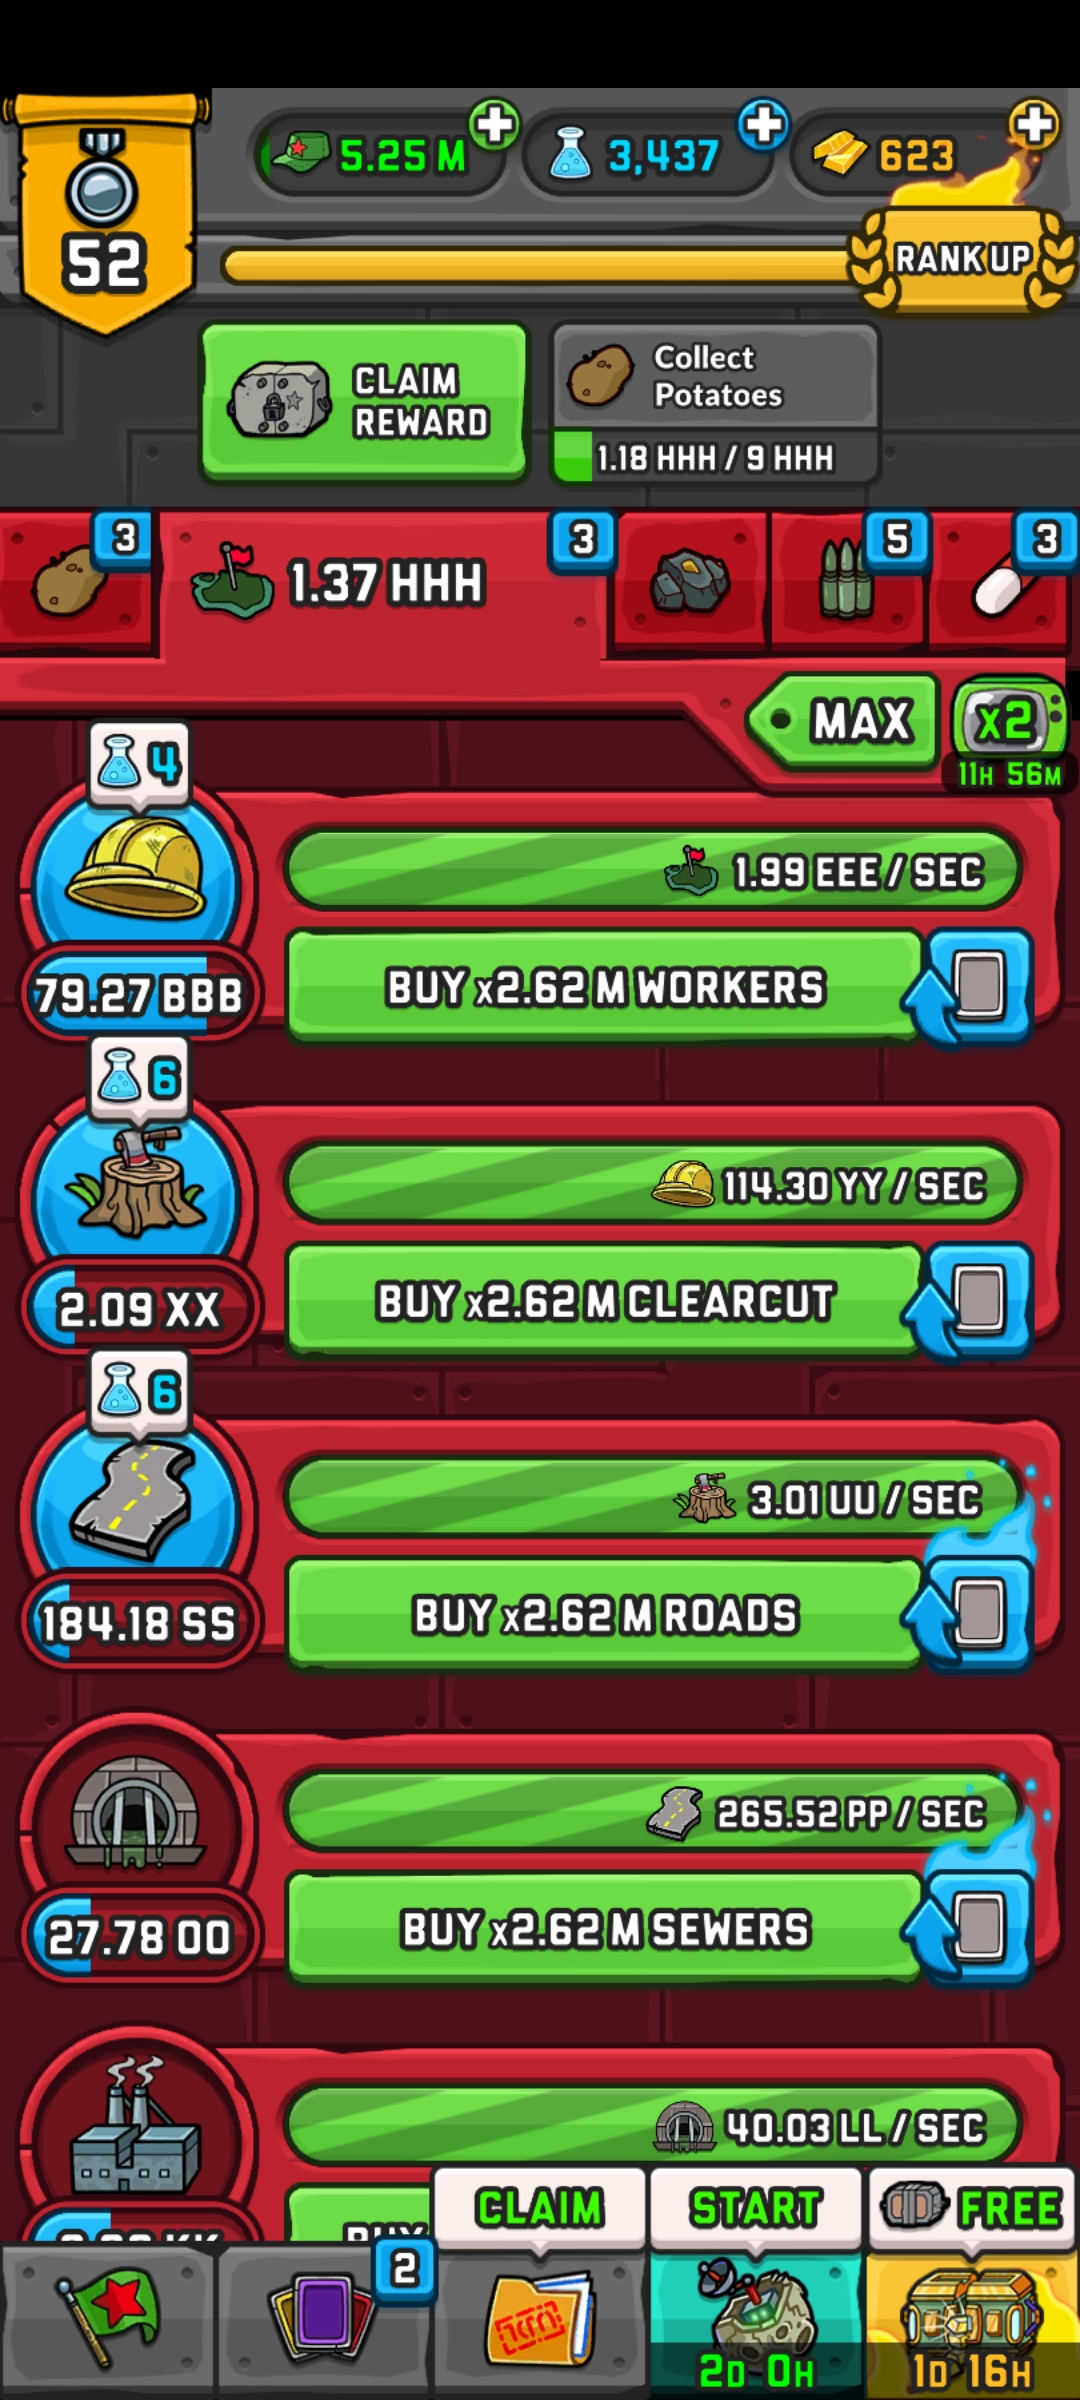 5.25 M
3,437
623
52
RANK UP
CLAIM
REWARD
Collect
Potatoes
1.18 HHH / 9 HHH
3
1.37 HHH
3
5
3
MAX
x2
11H 56M
4
1.99 EEE / SEC
79.27 BBB
BUY x2.62 M WORKERS
6
114.30 YY / SEC
2.09 XX
BUY x2.62 M CLEARCUT
6
3.01 UU / SEC
184.18 SS
BUY x2.62 M ROADS
265.52 PP / SEC
27.78 OO
BUY x2.62 M SEWERS
40.03 LL / SEC
BUY
CLAIM
START
FREE
2
2D 0H
1D 16H